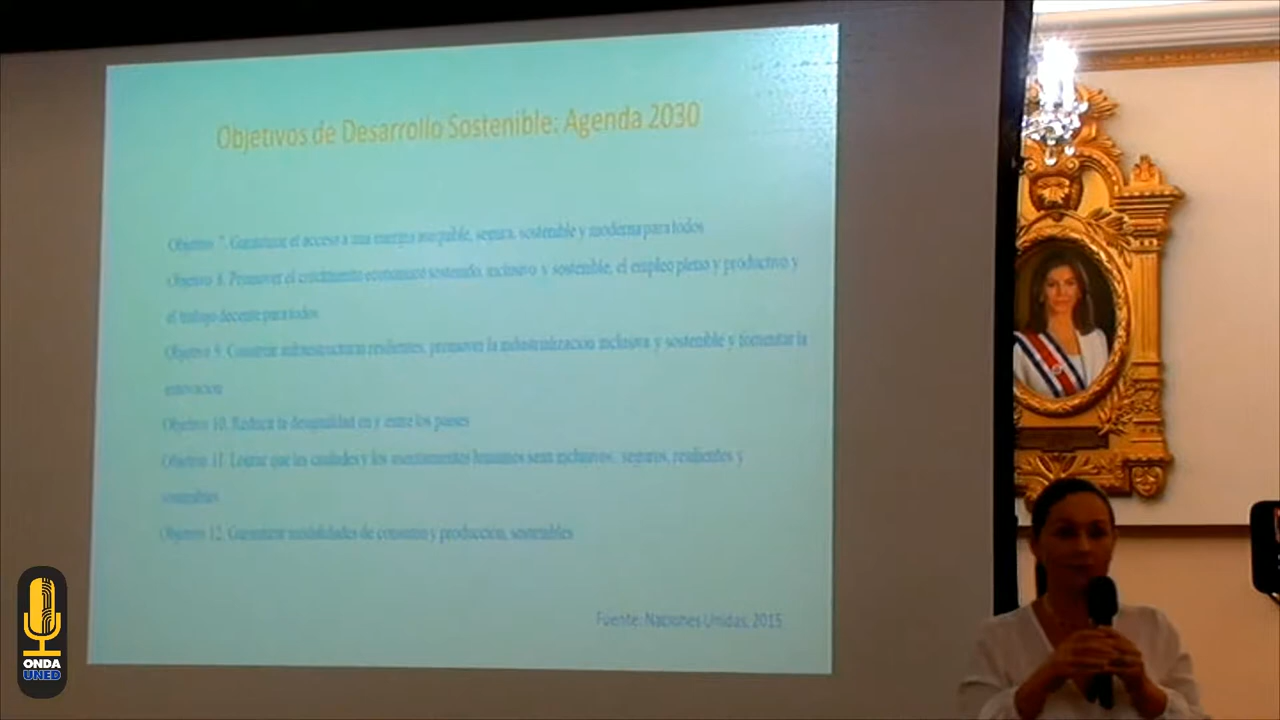 Objetivos de Desarrollo Sostenible: Agenda 2030
Objetivo 7. Garantizar el acceso a una energía asequible, segura, sostenible y moderna para todos
Objetivo 8. Promover el crecimiento económico sostenido, inclusivo y sostenible, el empleo pleno y productivo y
el trabajo decente para todos
Objetivo 9. Construir infraestructuras resilientes, promover la industrialización inclusiva y sostenible y fomentar la
innovación
Objetivo 10. Reducir la desigualdad en y entre los países
Objetivo 11. Lograr que las ciudades y los asentamientos humanos sean inclusivos, seguros, resilientes y
sostenibles
Objetivo 12. Garantizar modalidades de consumo y producción, sostenibles
Fuente: Naciones Unidas, 2015
ONDA
UNED